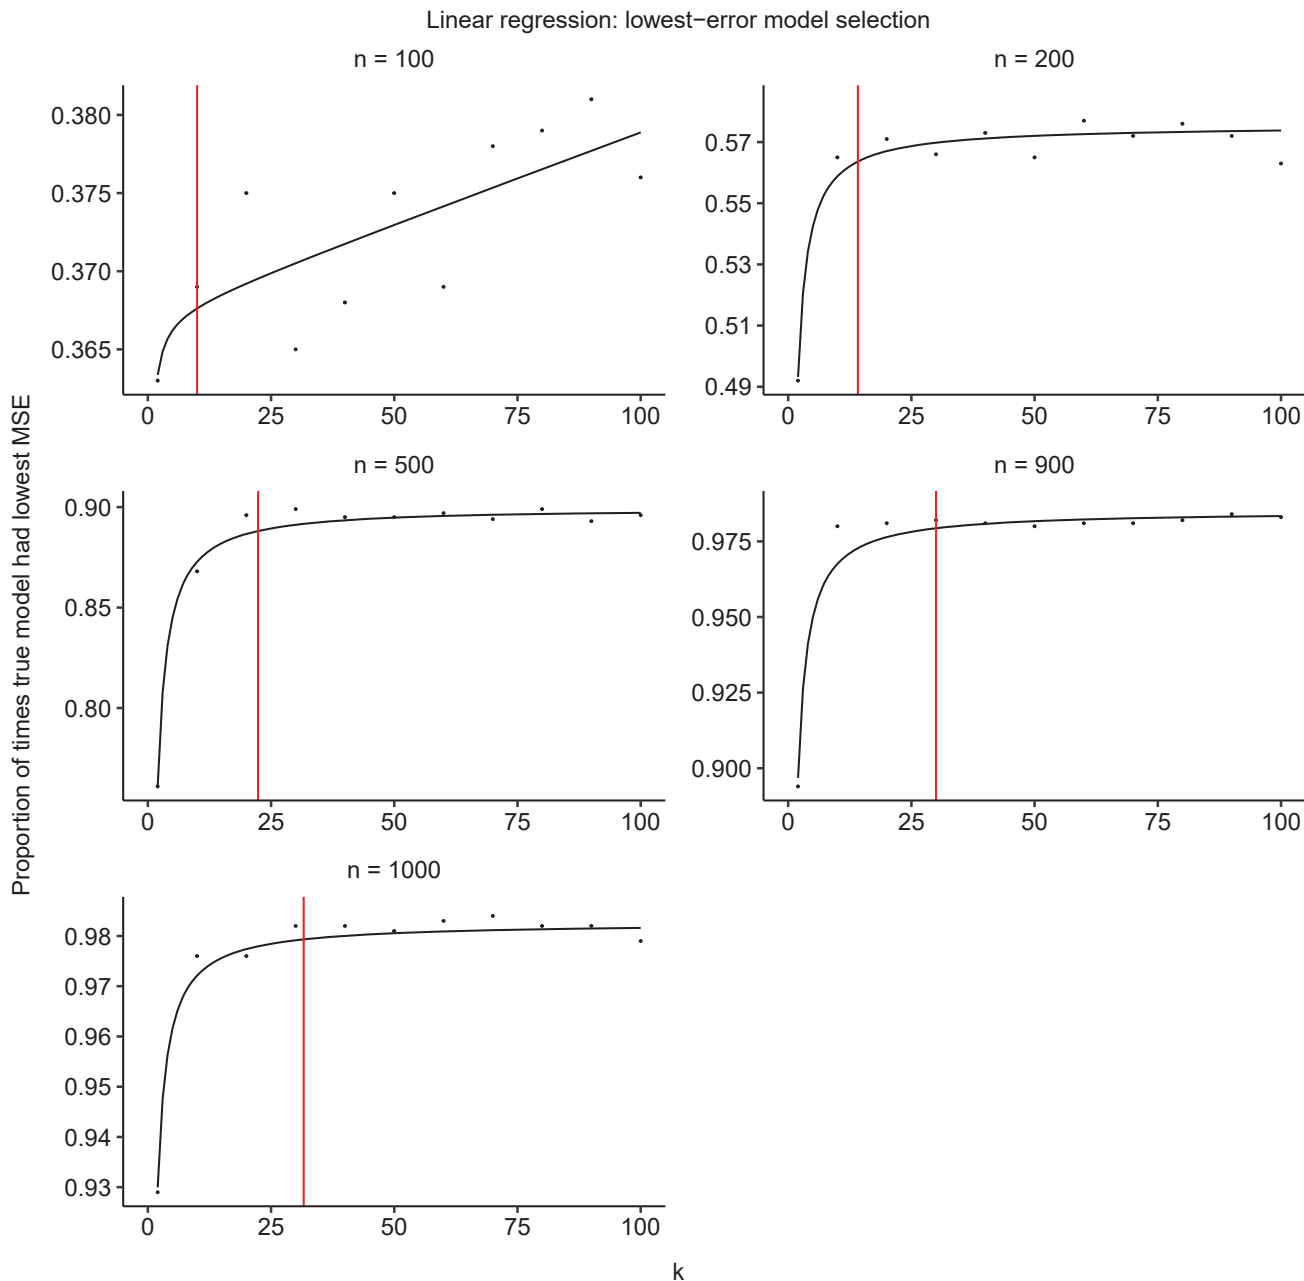 Linear regression: lowest−error model selection
n = 100
0.380
0.375
0.370
0.365
0 25 50 75 100
n = 200
0.57
0.55
0.53
0.51
0.49
0 25 50 75 100
n = 500
0.90
0.85
0.80
0 25 50 75 100
n = 900
0.975
0.950
0.925
0.900
0 25 50 75 100
n = 1000
0.98
0.97
0.96
0.95
0.94
0.93
0 25 50 75 100
Proportion of times true model had lowest MSE
k